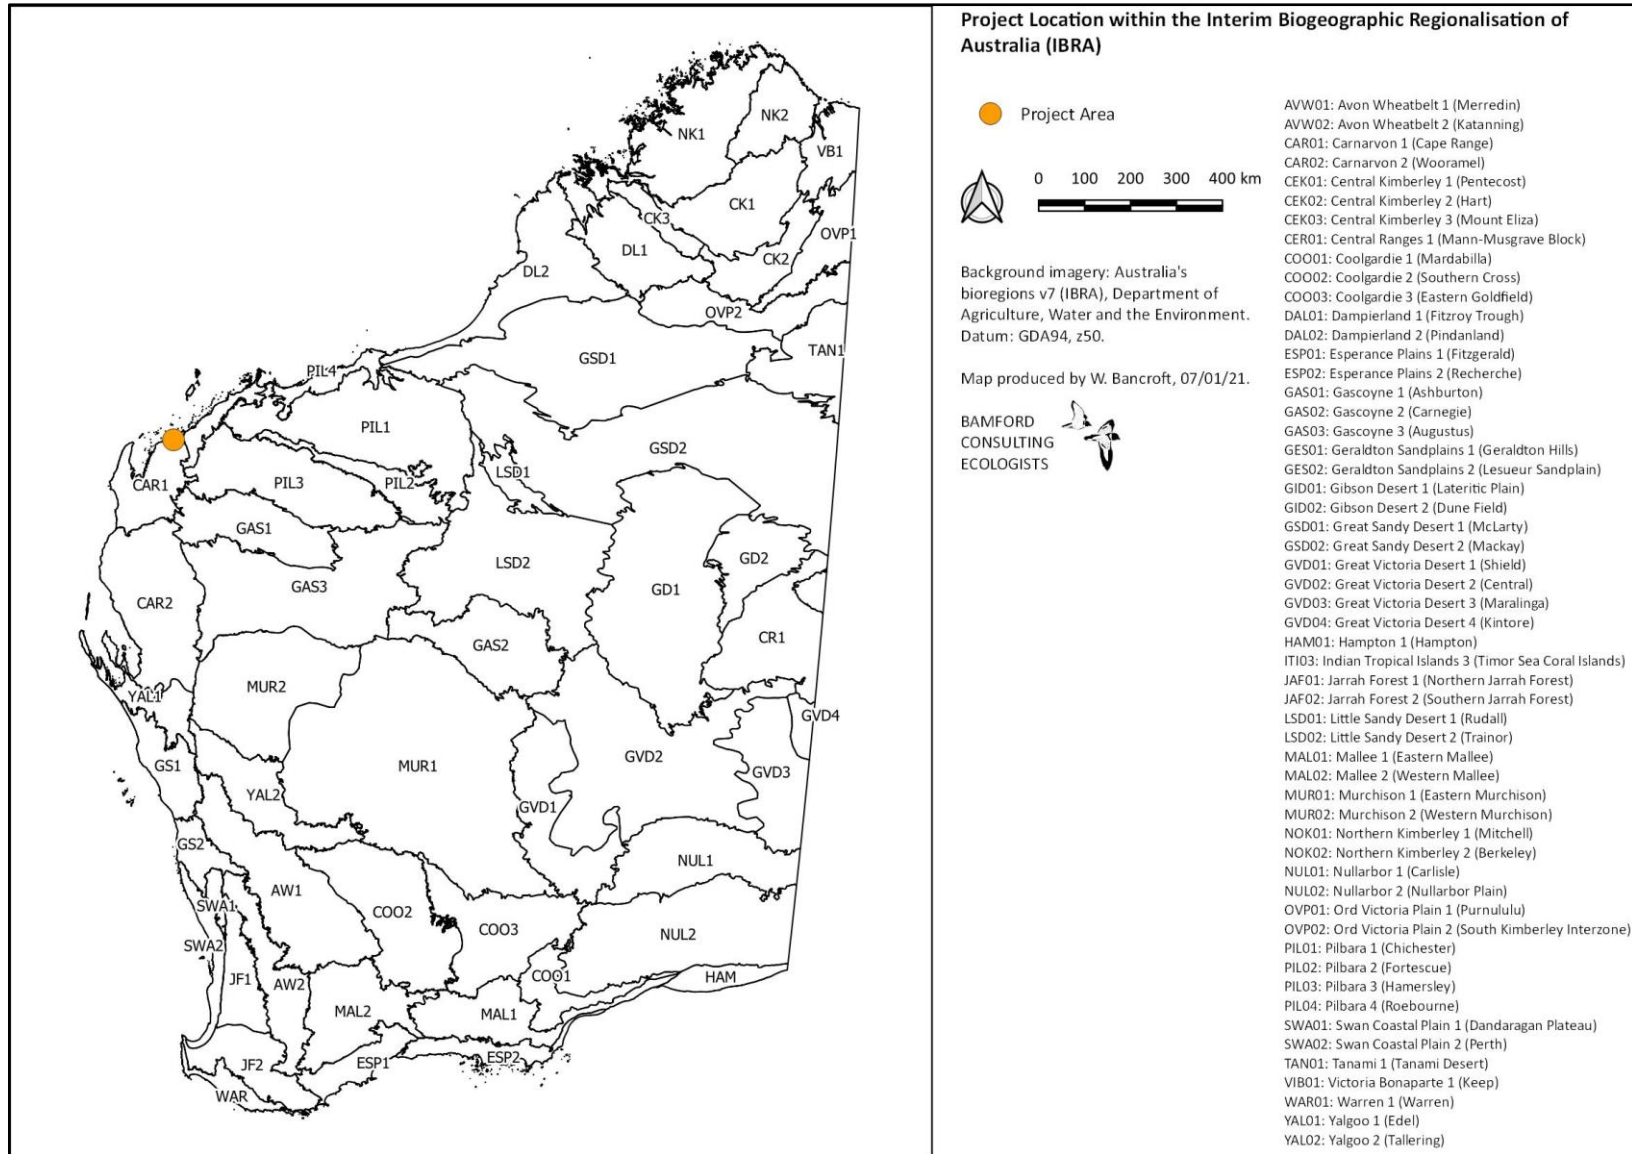 Project Location within the Interim Biogeographic Regionalisation of
Australia (IBRA)
Project Area
0 100 200 300 400 km
Background imagery: Australia's
bioregions v7 (IBRA), Department of
Agriculture, Water and the Environment.
Datum: GDA94, z50.
Map produced by W. Bancroft, 07/01/21.
BAMFORD
CONSULTING
ECOLOGISTS
AVW01: Avon Wheatbelt 1 (Merredin)
AVW02: Avon Wheatbelt 2 (Katanning)
CAR01: Carnarvon 1 (Cape Range)
CAR02: Carnarvon 2 (Wooramel)
CEK01: Central Kimberley 1 (Pentecost)
CEK02: Central Kimberley 2 (Hart)
CEK03: Central Kimberley 3 (Mount Eliza)
CER01: Central Ranges 1 (Mann-Musgrave Block)
COO01: Coolgardie 1 (Mardabilla)
COO02: Coolgardie 2 (Southern Cross)
COO03: Coolgardie 3 (Eastern Goldfield)
DAL01: Dampierland 1 (Fitzroy Trough)
DAL02: Dampierland 2 (Pindanland)
ESP01: Esperance Plains 1 (Fitzgerald)
ESP02: Esperance Plains 2 (Recherche)
GAS01: Gascoyne 1 (Ashburton)
GAS02: Gascoyne 2 (Carnegie)
GAS03: Gascoyne 3 (Augustus)
GES01: Geraldton Sandplains 1 (Geraldton Hills)
GES02: Geraldton Sandplains 2 (Lesueur Sandplain)
GID01: Gibson Desert 1 (Lateritic Plain)
GID02: Gibson Desert 2 (Dune Field)
GSD01: Great Sandy Desert 1 (McLarty)
GSD02: Great Sandy Desert 2 (Mackay)
GVD01: Great Victoria Desert 1 (Shield)
GVD02: Great Victoria Desert 2 (Central)
GVD03: Great Victoria Desert 3 (Maralinga)
GVD04: Great Victoria Desert 4 (Kintore)
HAM01: Hampton 1 (Hampton)
ITI03: Indian Tropical Islands 3 (Timor Sea Coral Islands)
JAF01: Jarrah Forest 1 (Northern Jarrah Forest)
JAF02: Jarrah Forest 2 (Southern Jarrah Forest)
LSD01: Little Sandy Desert 1 (Rudall)
LSD02: Little Sandy Desert 2 (Trainor)
MAL01: Mallee 1 (Eastern Mallee)
MAL02: Mallee 2 (Western Mallee)
MUR01: Murchison 1 (Eastern Murchison)
MUR02: Murchison 2 (Western Murchison)
NOK01: Northern Kimberley 1 (Mitchell)
NOK02: Northern Kimberley 2 (Berkeley)
NUL01: Nullarbor 1 (Carlisle)
NUL02: Nullarbor 2 (Nullarbor Plain)
OVP01: Ord Victoria Plain 1 (Purnululu)
OVP02: Ord Victoria Plain 2 (South Kimberley Interzone)
PIL01: Pilbara 1 (Chichester)
PIL02: Pilbara 2 (Fortescue)
PIL03: Pilbara 3 (Hamersley)
PIL04: Pilbara 4 (Roebourne)
SWA01: Swan Coastal Plain 1 (Dandaragan Plateau)
SWA02: Swan Coastal Plain 2 (Perth)
TAN01: Tanami 1 (Tanami Desert)
VIB01: Victoria Bonaparte 1 (Keep)
WAR01: Warren 1 (Warren)
YAL01: Yalgoo 1 (Edel)
YAL02: Yalgoo 2 (Tallering)
NK2
NK1
VB1
CK1
CK3
OVP1
DL1
CK2
DL2
OVP2
TAN1
GSD1
PIL4
PIL1
GSD2
LSD1
CAR1
PIL3
PIL2
GAS1
GD2
LSD2
GAS3
GD1
CAR2
CR1
GAS2
MUR2
YAL1
GVD4
GVD2
GS1
MUR1
GVD3
YAL2
GVD1
GS2
NUL1
AW1
SWA1
COO2
COO3
NUL2
SWA2
COO1
JF1
AW2
HAM
MAL2
MAL1
ESP2
JF2
ESP1
WAR